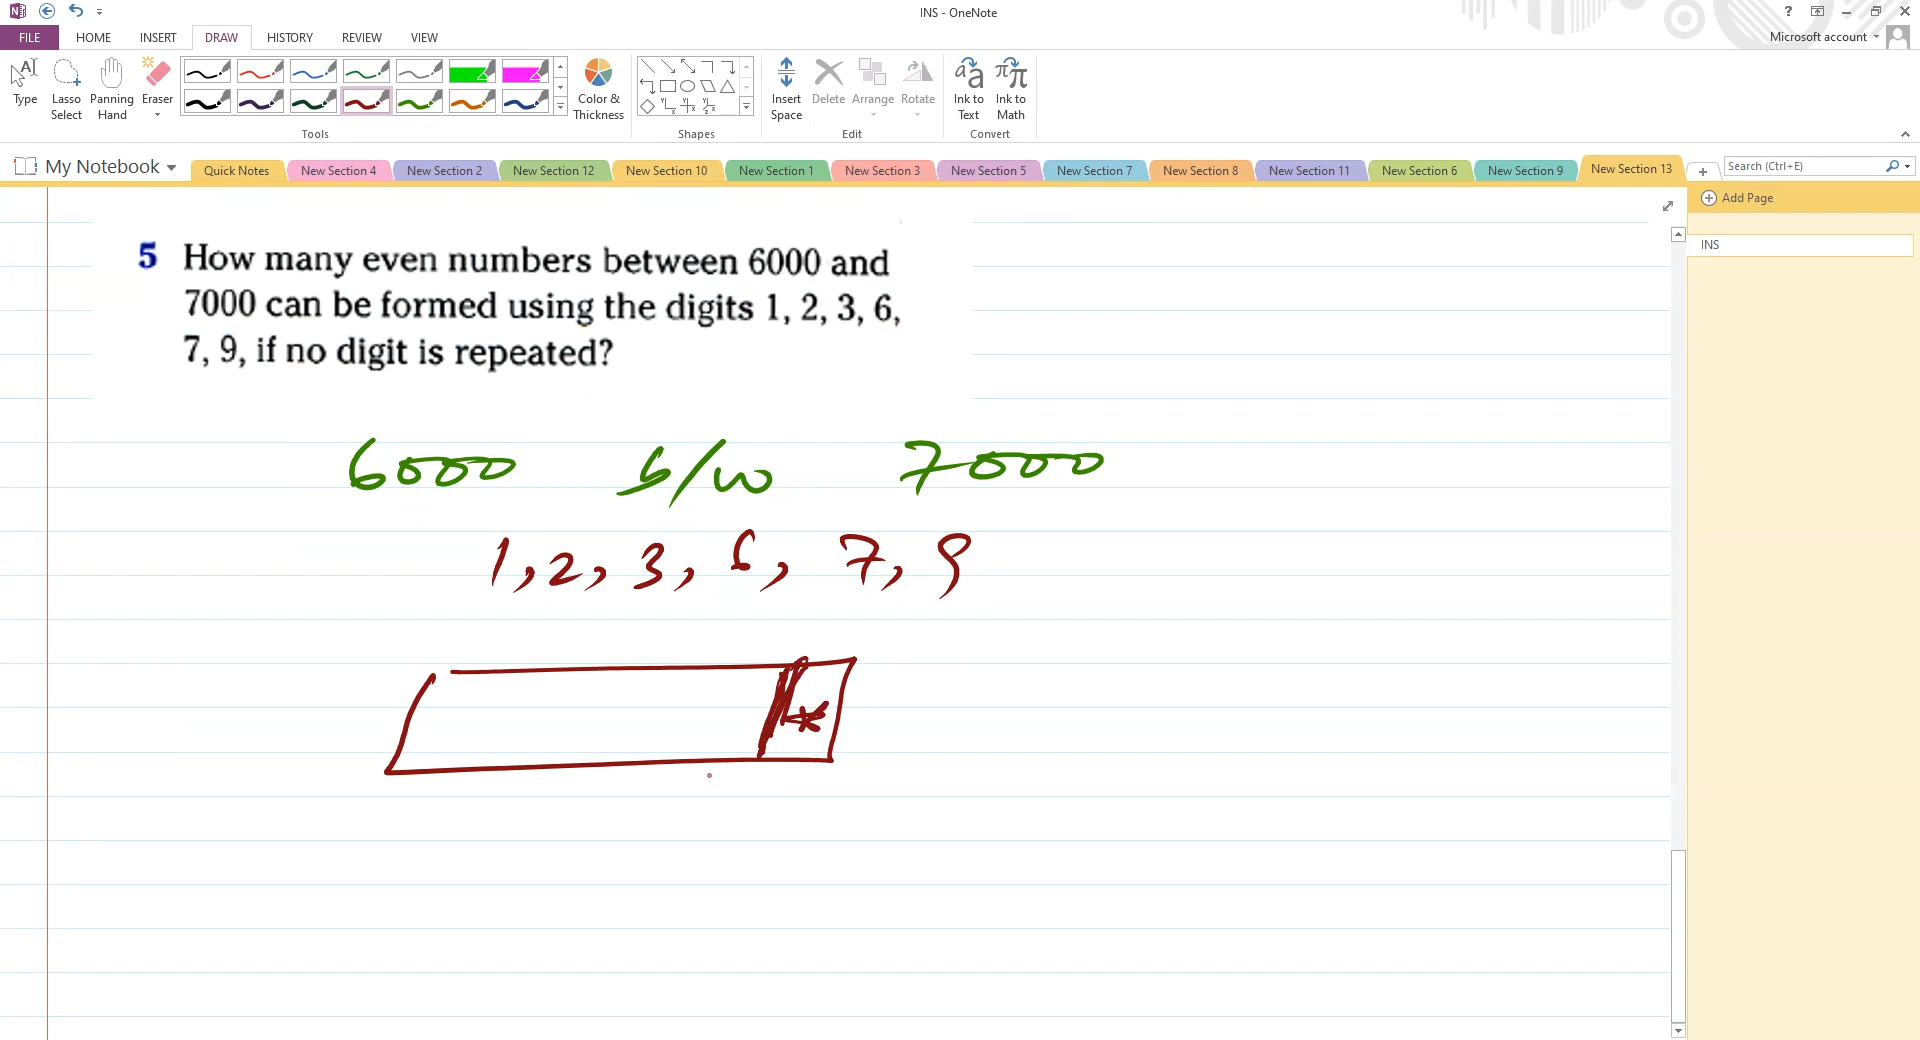 INS - OneNote
?
FILE HOME INSERT DRAW HISTORY REVIEW VIEW
Microsoft account
Type Lasso Select Panning Hand Eraser Color & Thickness Insert Space Delete Arrange Rotate Ink to Text Ink to Math
Tools Shapes Edit Convert
My Notebook Quick Notes New Section 4 New Section 2 New Section 12 New Section 10 New Section 1 New Section 3 New Section 5 New Section 7 New Section 8 New Section 11 New Section 6 New Section 9 New Section 13 Search (Ctrl+E)
Add Page
INS
5 How many even numbers between 6000 and
7000 can be formed using the digits 1, 2, 3, 6,
7, 9, if no digit is repeated?
6000 b/w 7000
1, 2, 3, 6, 7, 9